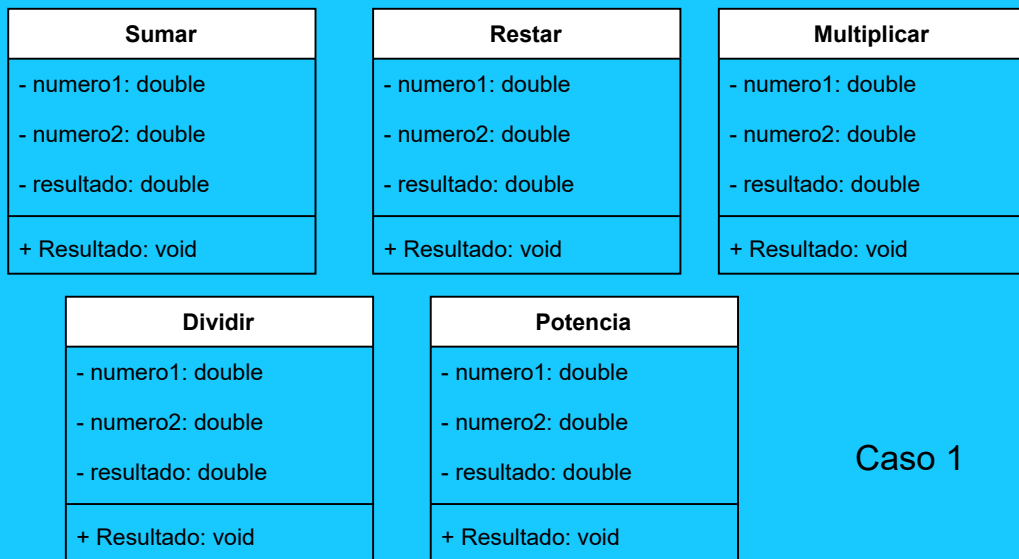 Sumar
- numero1: double
- numero2: double
- resultado: double
+ Resultado: void
Restar
- numero1: double
- numero2: double
- resultado: double
+ Resultado: void
Multiplicar
- numero1: double
- numero2: double
- resultado: double
+ Resultado: void
Dividir
- numero1: double
- numero2: double
- resultado: double
+ Resultado: void
Potencia
- numero1: double
- numero2: double
- resultado: double
+ Resultado: void
Caso 1